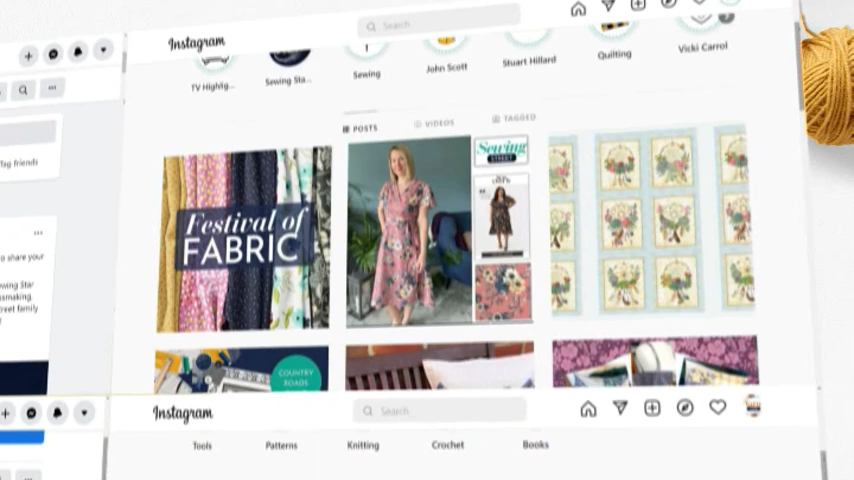 Instagram
Search
TV Highlig...
Sewing Sta...
Sewing
John Scott
Stuart Hillard
Quilting
Vicki Carrol
POSTS
VIDEOS
TAGGED
Tag friends
Festival of
FABRIC
Sewing
STREET
o share your
ewing Star
ssmaking,
reet family
COUNTRY
ROADS
Instagram
Search
Tools
Patterns
Knitting
Crochet
Books